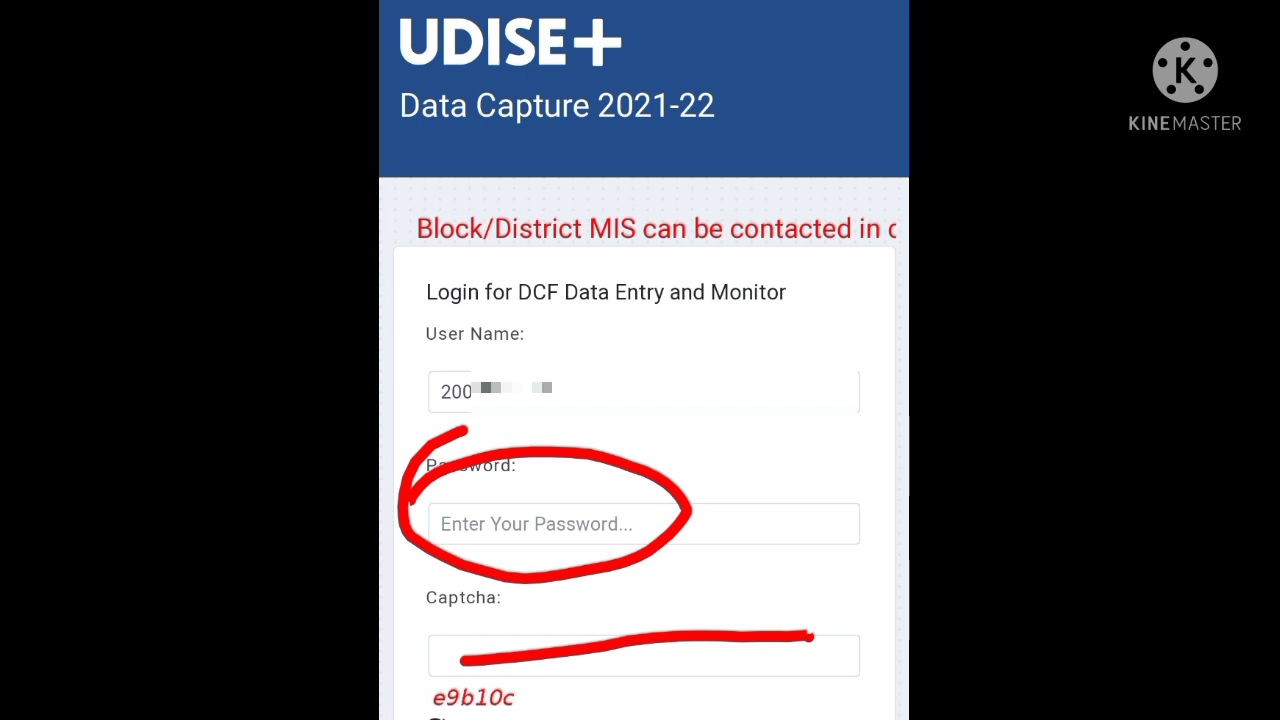 UDISE+
Data Capture 2021-22
K
KINEMASTER
Block/District MIS can be contacted in
Login for DCF Data Entry and Monitor
User Name:
200
Password:
Enter Your Password...
Captcha:
e9b10c